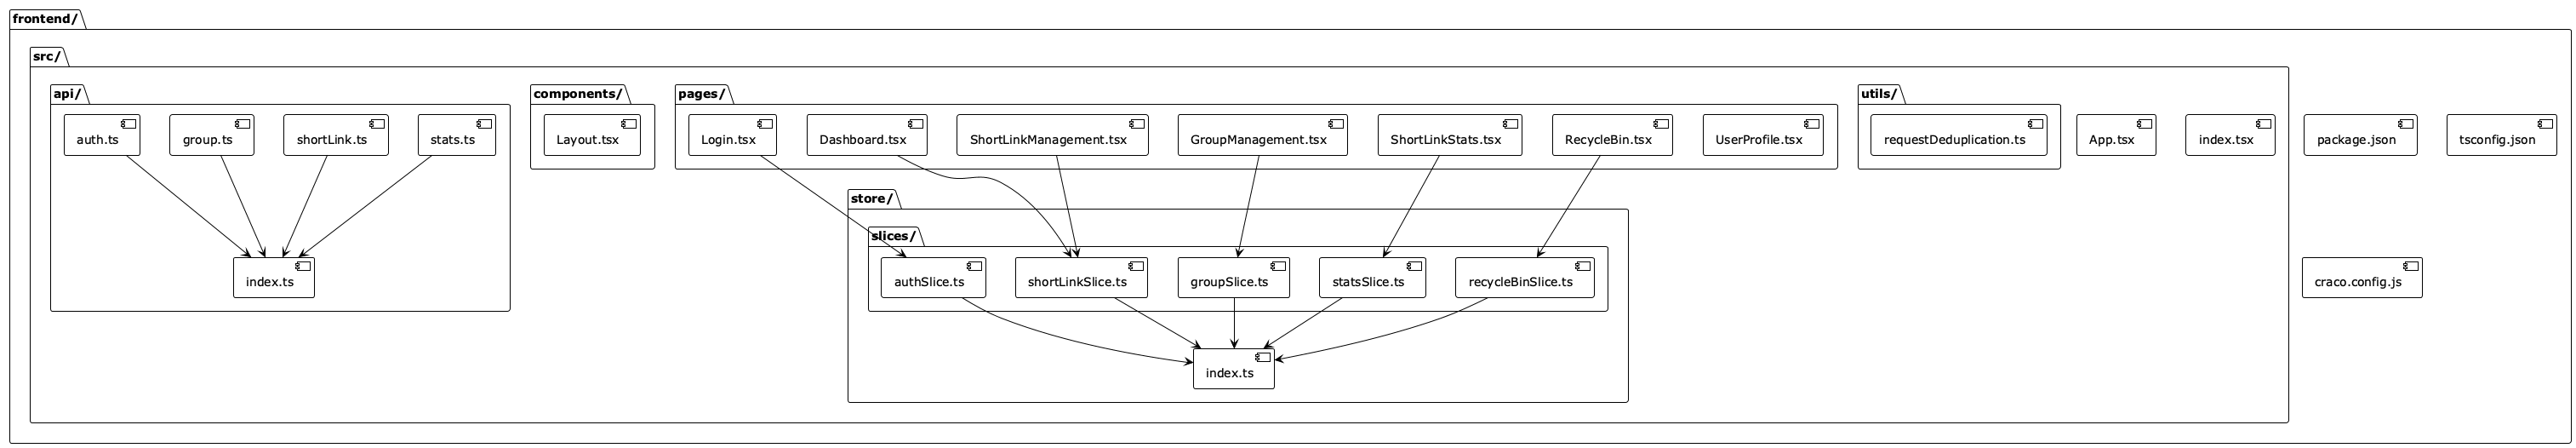 frontend/
src/
api/
components/
pages/
utils/
auth.ts
group.ts
shortLink.ts
stats.ts
Layout.tsx
Login.tsx
Dashboard.tsx
ShortLinkManagement.tsx
GroupManagement.tsx
ShortLinkStats.tsx
RecycleBin.tsx
UserProfile.tsx
requestDeduplication.ts
App.tsx
index.tsx
package.json
tsconfig.json
store/
slices/
index.ts
authSlice.ts
shortLinkSlice.ts
groupSlice.ts
statsSlice.ts
recycleBinSlice.ts
craco.config.js
index.ts